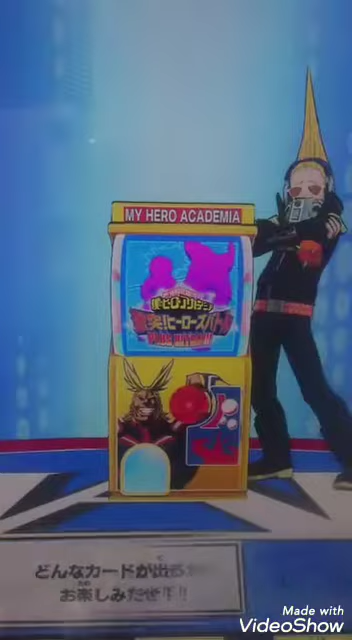 MY HERO ACADEMIA
僕のヒーローアカデミア
激突!ヒーローズバトル
どんなカードが出るか
お楽しみだぜ!!
Made with
VideoShow